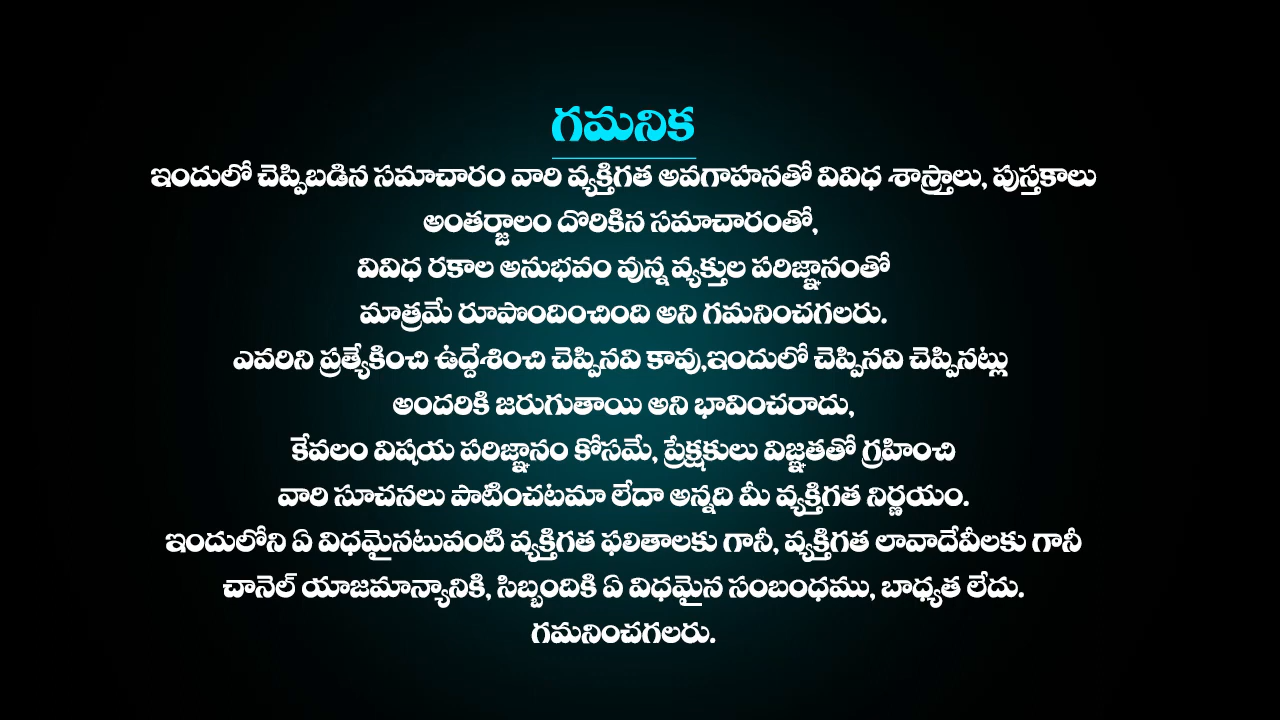 గమనిక
ఇందులో చెప్పిబడిన సమాచారం వారి వ్యక్తిగత అవగాహనతో వివిధ శాస్త్రాలు, పుస్తకాలు
అంతర్జాలం దొరికిన సమాచారంతో,
వివిధ రకాల అనుభవం వున్న వ్యక్తుల పరిజ్ఞానంతో
మాత్రమే రూపొందించింది అని గమనించగలరు.
ఎవరిని ప్రత్యేకించి ఉద్దేశించి చెప్పినవి కావు,ఇందులో చెప్పినవి చెప్పినట్లు
అందరికి జరుగుతాయి అని భావించరాదు,
కేవలం విషయ పరిజ్ఞానం కోసమే, ప్రేక్షకులు విజ్ఞతతో గ్రహించి
వారి సూచనలు పాటించటమా లేదా అన్నది మీ వ్యక్తిగత నిర్ణయం.
ఇందులోని ఏ విధమైనటువంటి వ్యక్తిగత ఫలితాలకు గానీ, వ్యక్తిగత లావాదేవీలకు గానీ
చానెల్ యాజమాన్యానికి, సిబ్బందికి ఏ విధమైన సంబంధము, బాధ్యత లేదు.
గమనించగలరు.